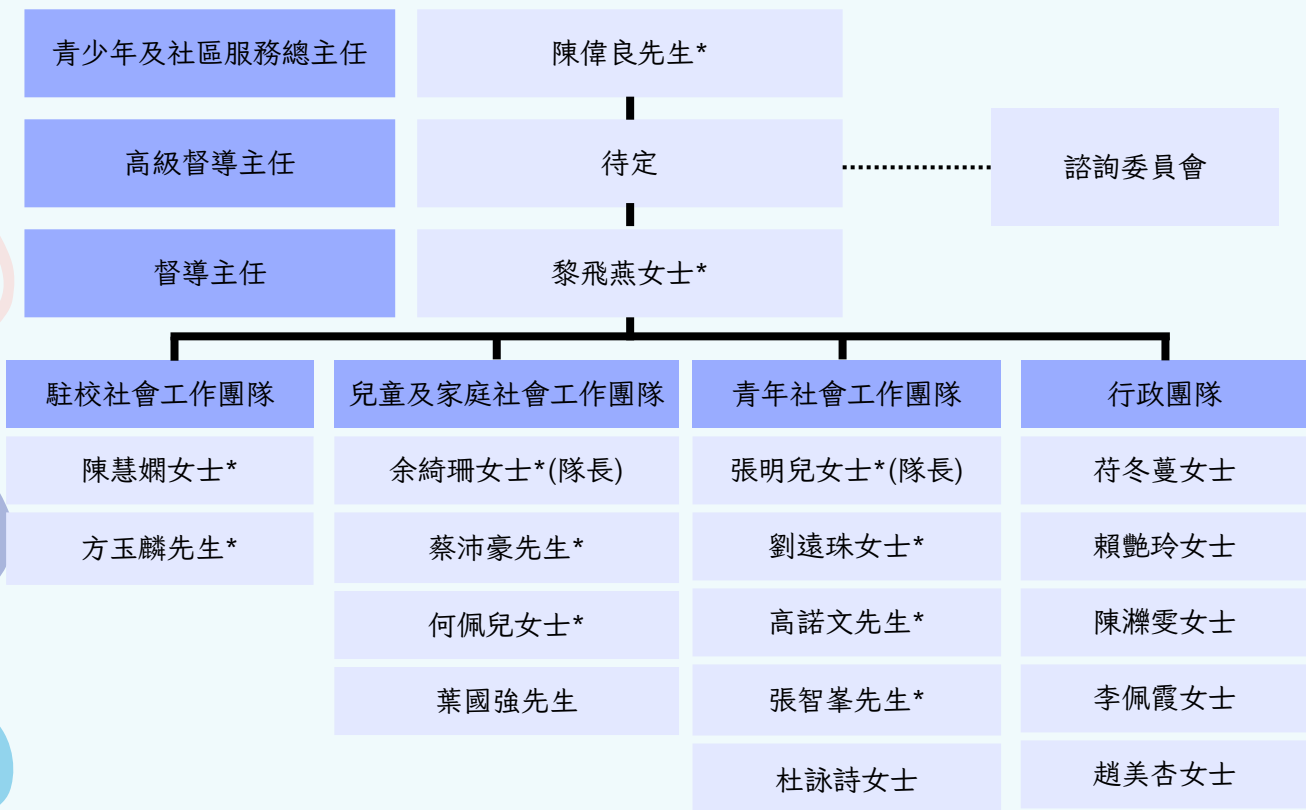 青少年及社區服務總主任
陳偉良先生*
高級督導主任
待定
諮詢委員會
督導主任
黎飛燕女士*
駐校社會工作團隊
陳慧嫻女士*
方玉麟先生*
兒童及家庭社會工作團隊
余綺珊女士*(隊長)
蔡沛豪先生*
何佩兒女士*
葉國強先生
青年社會工作團隊
張明兒女士*(隊長)
劉遠珠女士*
高諾文先生*
張智峯先生*
杜詠詩女士
行政團隊
苻冬蔓女士
賴艷玲女士
陳濼雯女士
李佩霞女士
趙美杏女士